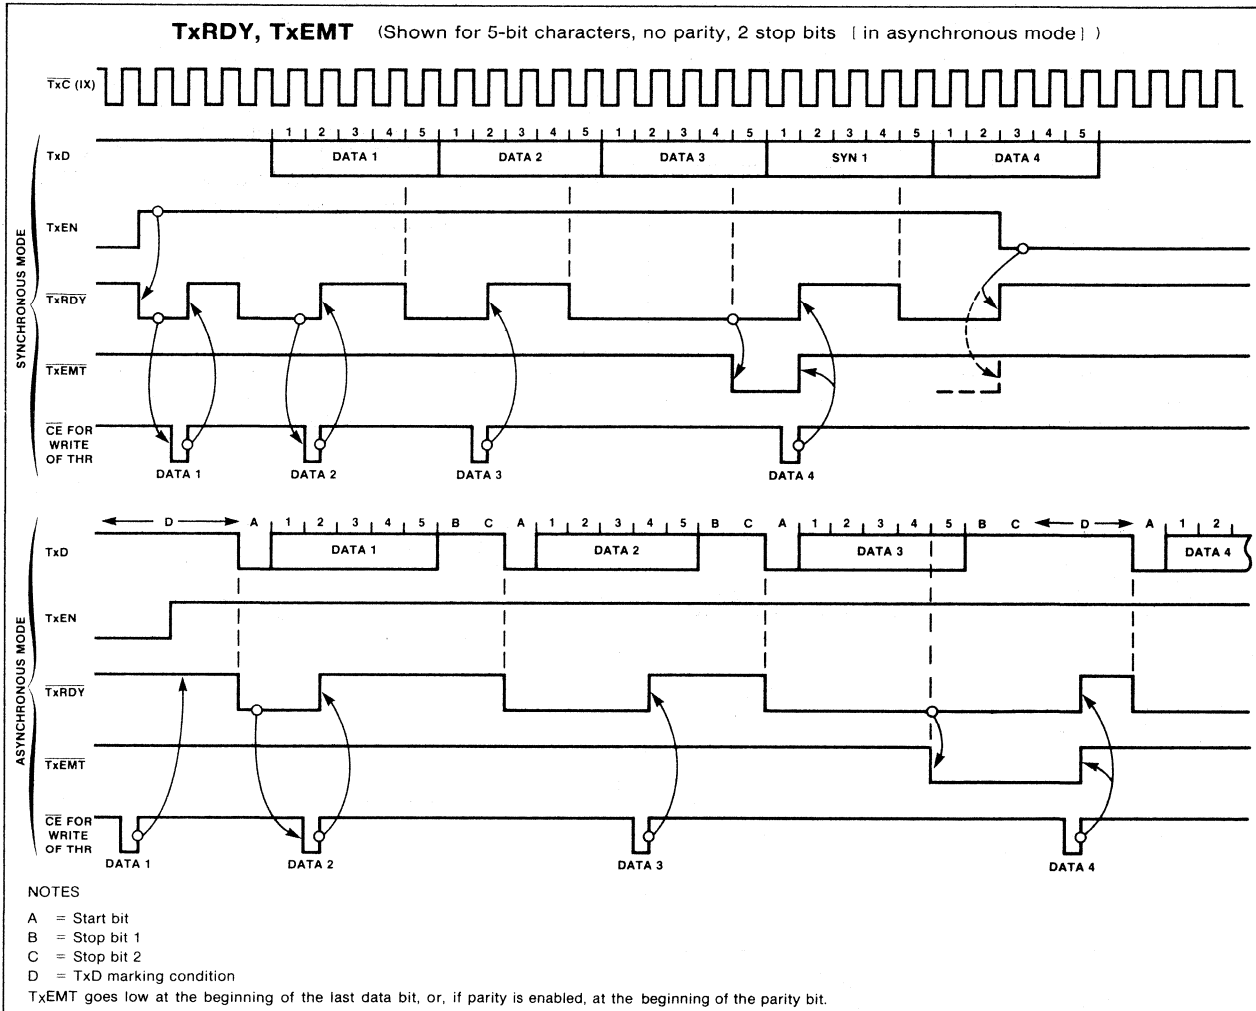 TxRDY, TxEMT (Shown for 5-bit characters, no parity, 2 stop bits [ in asynchronous mode] )
TxC (IX)
SYNCHRONOUS MODE
1 2 3 4 5 1 2 3 4 5 1 2 3 4 5 1 2 3 4 5 1 2 3 4 5
TxD DATA 1 DATA 2 DATA 3 SYN 1 DATA 4
TxEN
TxRDY
TxEMT
CE FOR
WRITE
OF THR
DATA 1 DATA 2 DATA 3 DATA 4
ASYNCHRONOUS MODE
D A 1 2 3 4 5 B C A 1 2 3 4 5 B C A 1 2 3 4 5 B C D A 1 2
TxD DATA 1 DATA 2 DATA 3 DATA 4
TxEN
TxRDY
TxEMT
CE FOR
WRITE
OF THR
DATA 1 DATA 2 DATA 3 DATA 4
NOTES
A = Start bit
B = Stop bit 1
C = Stop bit 2
D = TxD marking condition
TxEMT goes low at the beginning of the last data bit, or, if parity is enabled, at the beginning of the parity bit.